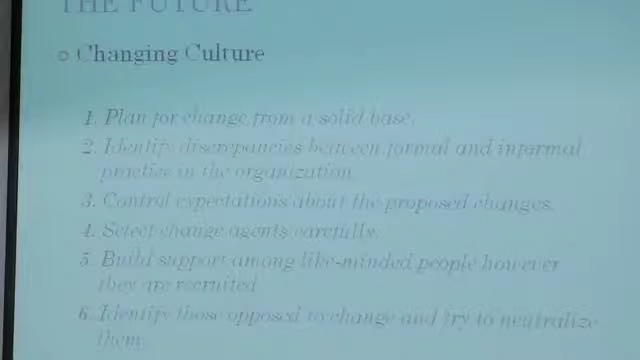 THE FUTURE
Changing Culture
1. Plan for change from a solid base.
2. Identify discrepancies between formal and informal
practice in the organization.
3. Control expectations about the proposed changes.
4. Select change agents carefully.
5. Build support among like-minded people however
they are recruited
6. Identify those opposed to change and try to neutralize
them.